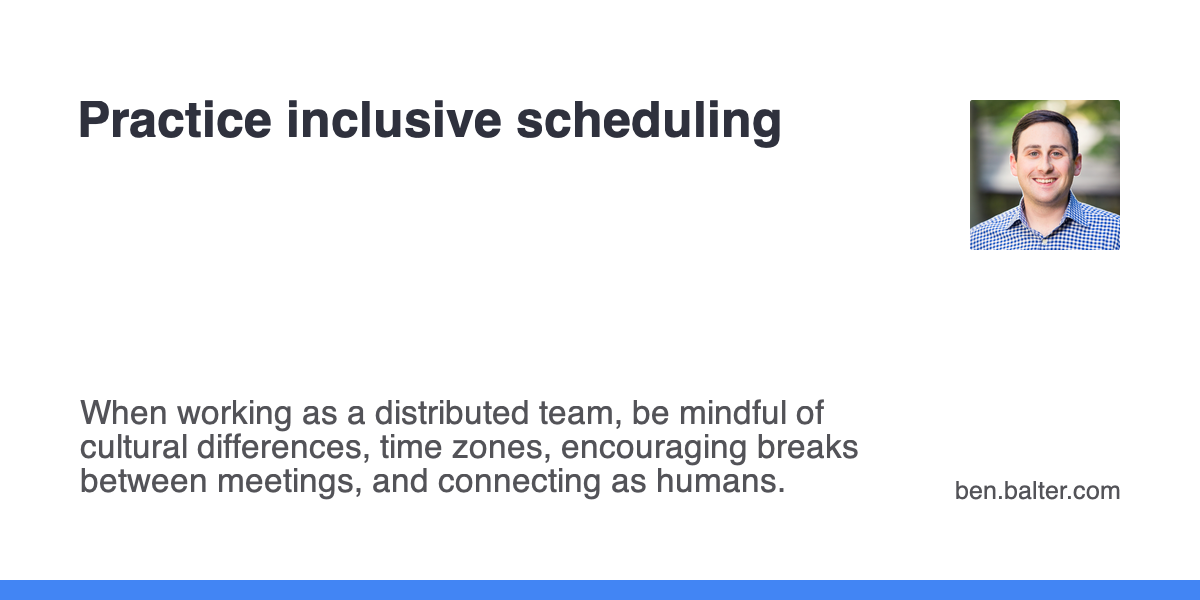 Practice inclusive scheduling
When working as a distributed team, be mindful of
cultural differences, time zones, encouraging breaks
between meetings, and connecting as humans.
ben.balter.com